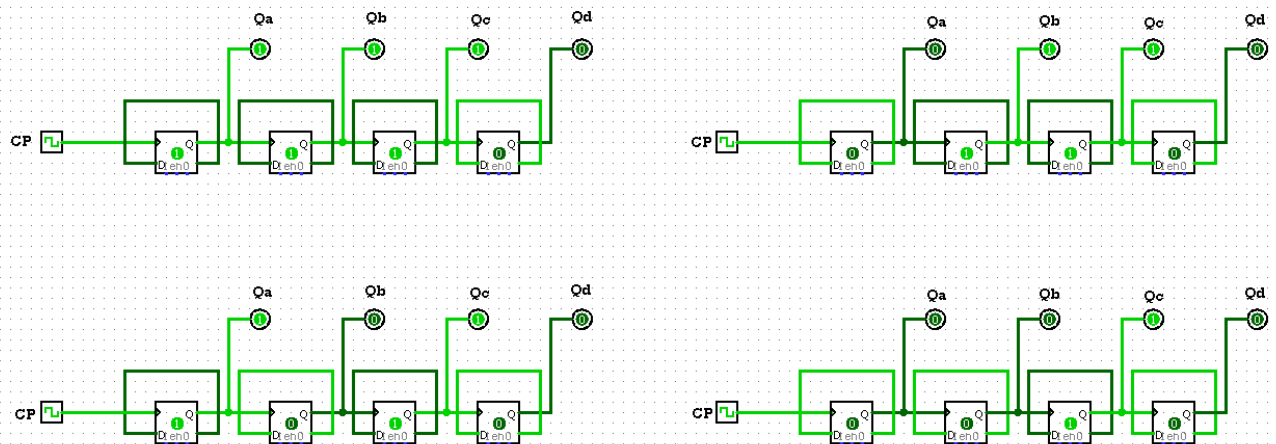 Qa Qb Qc Qd Qa Qb Qc Qd
1 1 1 0 0 1 1 0
CP Q Q Q Q CP Q Q Q Q
1 1 1 0 0 1 1 0
D D D D D D D D
Qa Qb Qc Qd Qa Qb Qc Qd
1 0 1 0 0 0 1 0
CP Q Q Q Q CP Q Q Q Q
1 0 1 0 0 0 1 0
D D D D D D D D